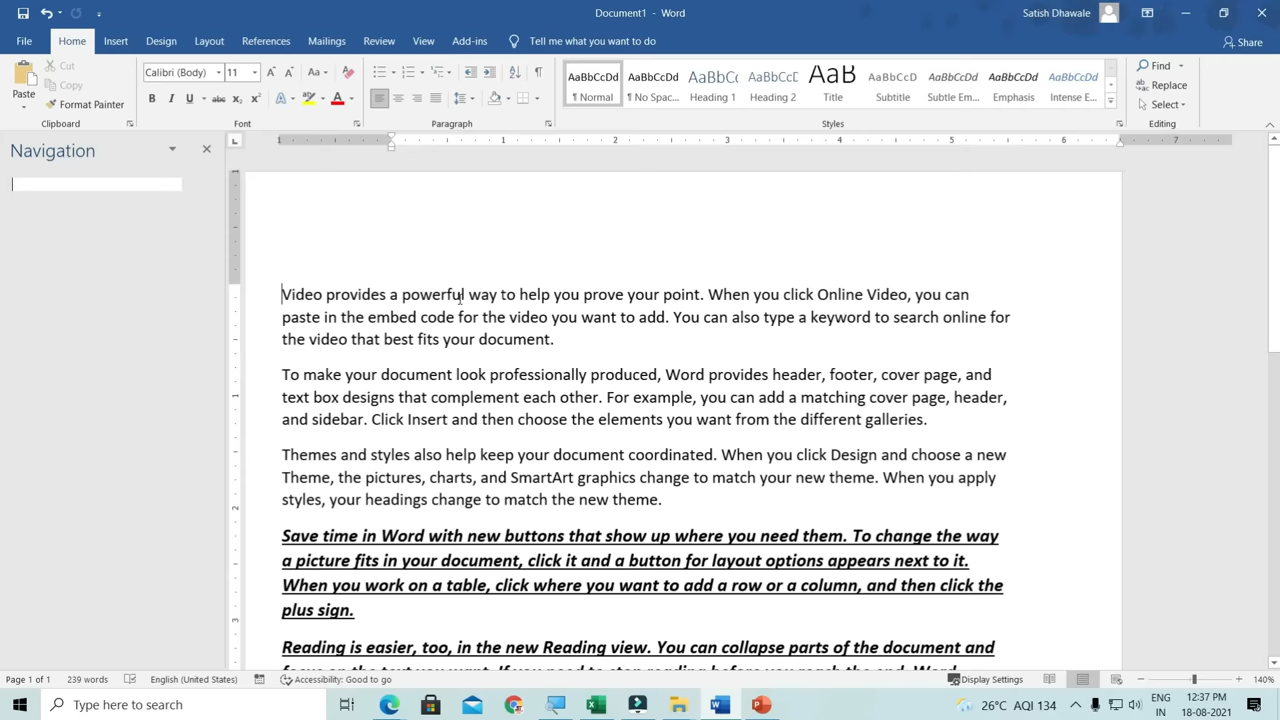 Document1 - Word
Satish Dhawale
File Home Insert Design Layout References Mailings Review View Add-ins Tell me what you want to do Share
Paste
Cut
Copy
Format Painter
Clipboard
Calibri (Body) 11
Font
Paragraph
AaBbCcDd AaBbCcDd AaBbCc AaBbCcD AaB AaBbCcDd AaBbCcDd AaBbCcDd AaBbCcDd
¶ Normal ¶ No Spac... Heading 1 Heading 2 Title Subtitle Subtle Em... Emphasis Intense E...
Styles
Find
Replace
Select
Editing
Navigation
1 1 2 3 4 5 6 7
Video provides a powerful way to help you prove your point. When you click Online Video, you can
paste in the embed code for the video you want to add. You can also type a keyword to search online for
the video that best fits your document.
To make your document look professionally produced, Word provides header, footer, cover page, and
text box designs that complement each other. For example, you can add a matching cover page, header,
and sidebar. Click Insert and then choose the elements you want from the different galleries.
Themes and styles also help keep your document coordinated. When you click Design and choose a new
Theme, the pictures, charts, and SmartArt graphics change to match your new theme. When you apply
styles, your headings change to match the new theme.
Save time in Word with new buttons that show up where you need them. To change the way
a picture fits in your document, click it and a button for layout options appears next to it.
When you work on a table, click where you want to add a row or a column, and then click the
plus sign.
Reading is easier, too, in the new Reading view. You can collapse parts of the document and
focus on the text you want. If you need to stop reading before you reach the end, Word
Page 1 of 1 239 words English (United States) Accessibility: Good to go Display Settings 140%
Type here to search
26°C AQI 134
ENG
IN
12:37 PM
18-08-2021